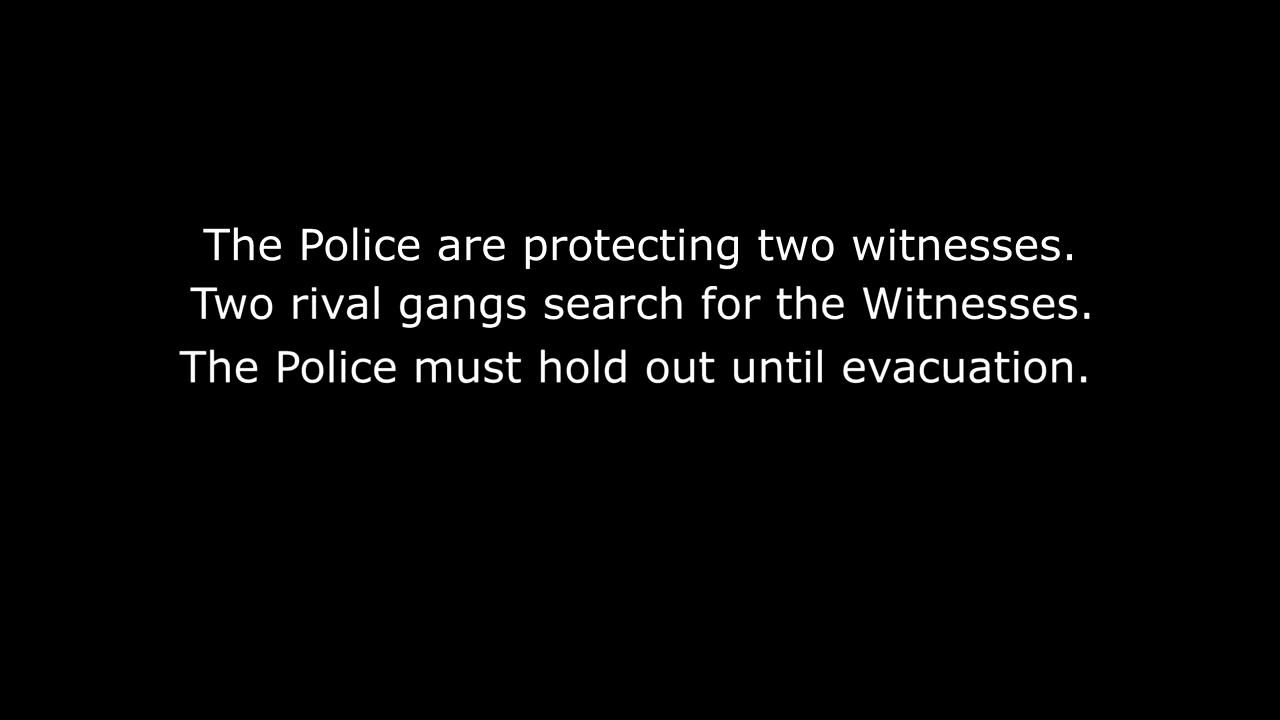 The Police are protecting two witnesses.
Two rival gangs search for the Witnesses.
The Police must hold out until evacuation.